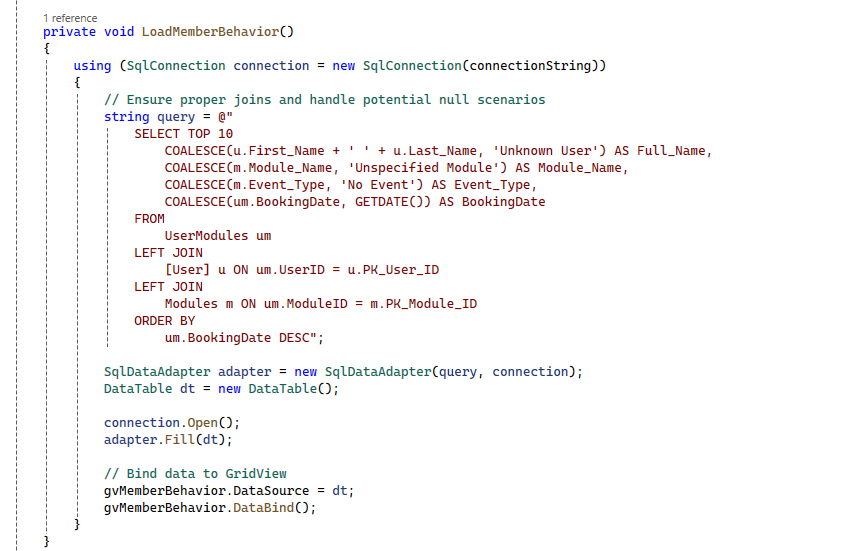 1 reference
private void LoadMemberBehavior()
{
    using (SqlConnection connection = new SqlConnection(connectionString))
    {
        // Ensure proper joins and handle potential null scenarios
        string query = @"
            SELECT TOP 10
                COALESCE(u.First_Name + ' ' + u.Last_Name, 'Unknown User') AS Full_Name,
                COALESCE(m.Module_Name, 'Unspecified Module') AS Module_Name,
                COALESCE(m.Event_Type, 'No Event') AS Event_Type,
                COALESCE(um.BookingDate, GETDATE()) AS BookingDate
            FROM
                UserModules um
            LEFT JOIN
                [User] u ON um.UserID = u.PK_User_ID
            LEFT JOIN
                Modules m ON um.ModuleID = m.PK_Module_ID
            ORDER BY
                um.BookingDate DESC";

        SqlDataAdapter adapter = new SqlDataAdapter(query, connection);
        DataTable dt = new DataTable();

        connection.Open();
        adapter.Fill(dt);

        // Bind data to GridView
        gvMemberBehavior.DataSource = dt;
        gvMemberBehavior.DataBind();
    }
}